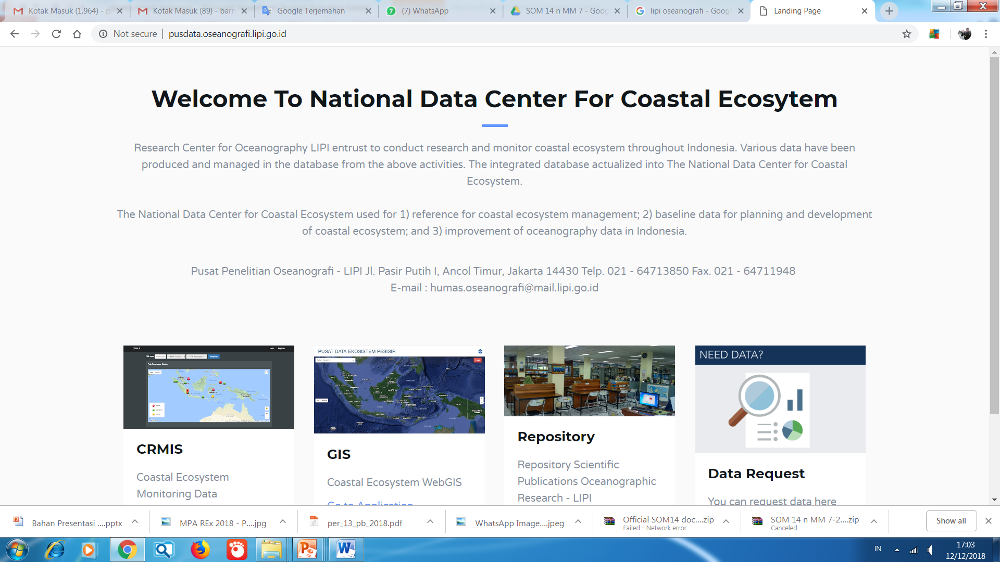 Kotak Masuk (1.964) - p
Kotak Masuk (89) - barn
Google Terjemahan
(7) WhatsApp
SOM 14 n MM 7 - Goog
lipi oseanografi - Googl
Landing Page
Not secure | pusdata.oseanografi.lipi.go.id
Welcome To National Data Center For Coastal Ecosytem
Research Center for Oceanography LIPI entrust to conduct research and monitor coastal ecosystem throughout Indonesia. Various data have been
produced and managed in the database from the above activities. The integrated database actualized into The National Data Center for Coastal
Ecosystem.
The National Data Center for Coastal Ecosystem used for 1) reference for coastal ecosystem management; 2) baseline data for planning and development
of coastal ecosystem; and 3) improvement of oceanography data in Indonesia.
Pusat Penelitian Oseanografi - LIPI Jl. Pasir Putih I, Ancol Timur, Jakarta 14430 Telp. 021 - 64713850 Fax. 021 - 64711948
E-mail : humas.oseanografi@mail.lipi.go.id
CRMIS
Login Register
CRMIS
Coastal Ecosystem
Monitoring Data
PUSAT DATA EKOSISTEM PESISIR
Select Category
Clear
GIS
Coastal Ecosystem WebGIS
Go to Application
Repository
Repository Scientific
Publications Oceanographic
Research - LIPI
NEED DATA?
Data Request
You can request data here
Bahan Presentasi ....pptx
MPA REx 2018 - P....jpg
per_13_pb_2018.pdf
WhatsApp Image....jpeg
Official SOM14 doc....zip
Failed - Network error
SOM 14 n MM 7-2....zip
Canceled
Show all
IN
17:03
12/12/2018